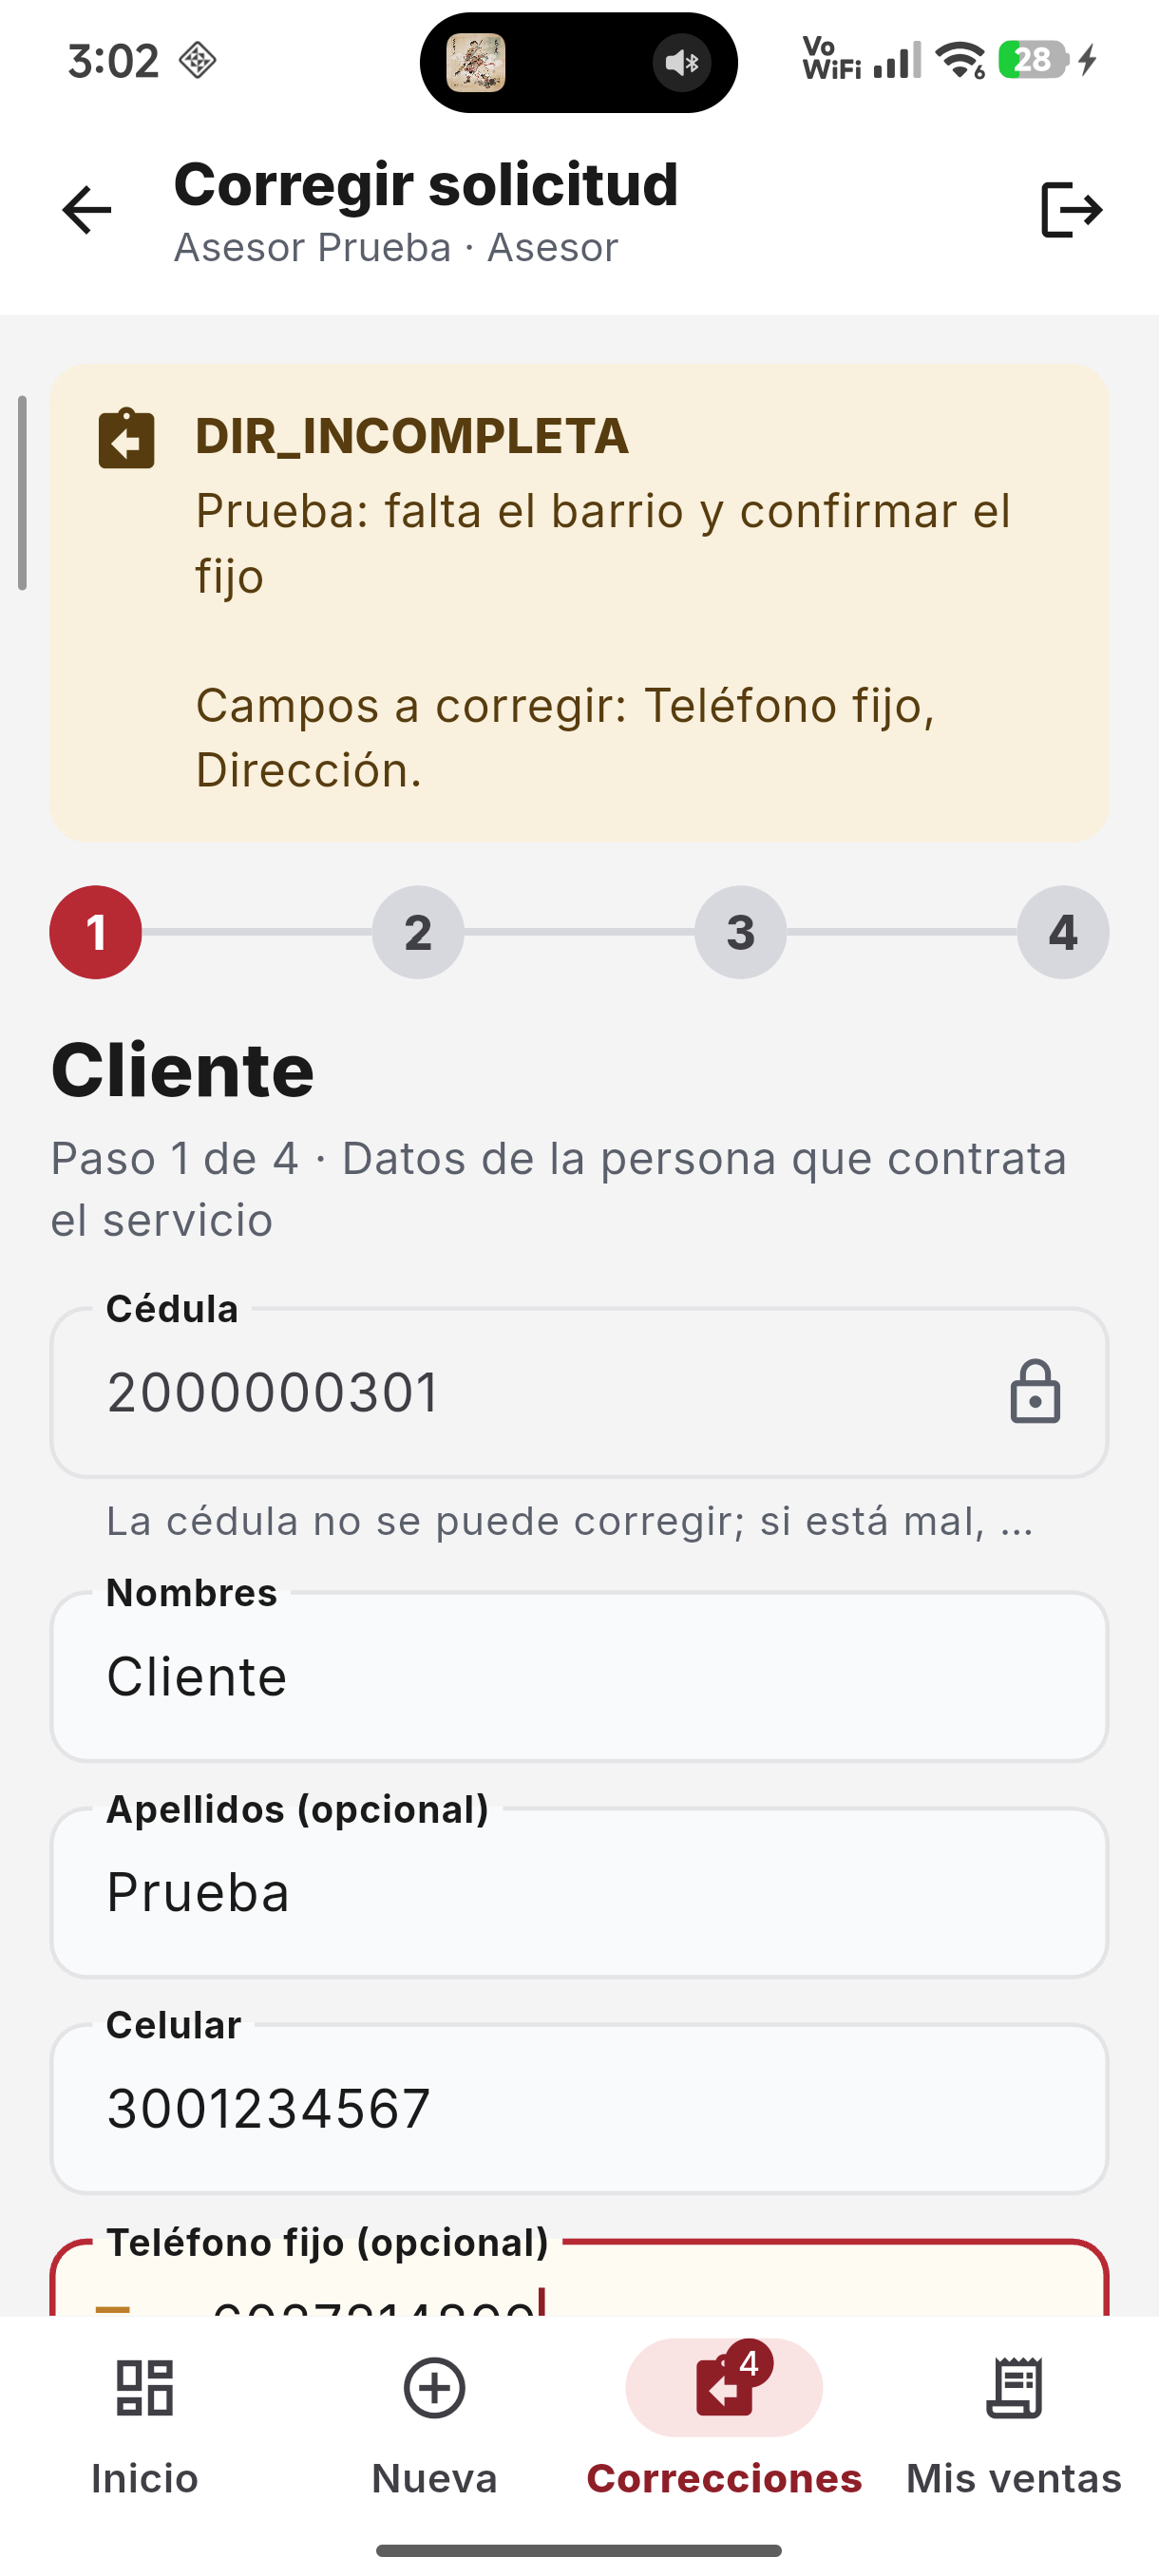 3:02
Vo
WiFi
6
28
Corregir solicitud
Asesor Prueba · Asesor
DIR_INCOMPLETA
Prueba: falta el barrio y confirmar el
fijo
Campos a corregir: Teléfono fijo,
Dirección.
1
2
3
4
Cliente
Paso 1 de 4 · Datos de la persona que contrata
el servicio
Cédula
2000000301
La cédula no se puede corregir; si está mal, ...
Nombres
Cliente
Apellidos (opcional)
Prueba
Celular
3001234567
Teléfono fijo (opcional)
4
Inicio
Nueva
Correcciones
Mis ventas